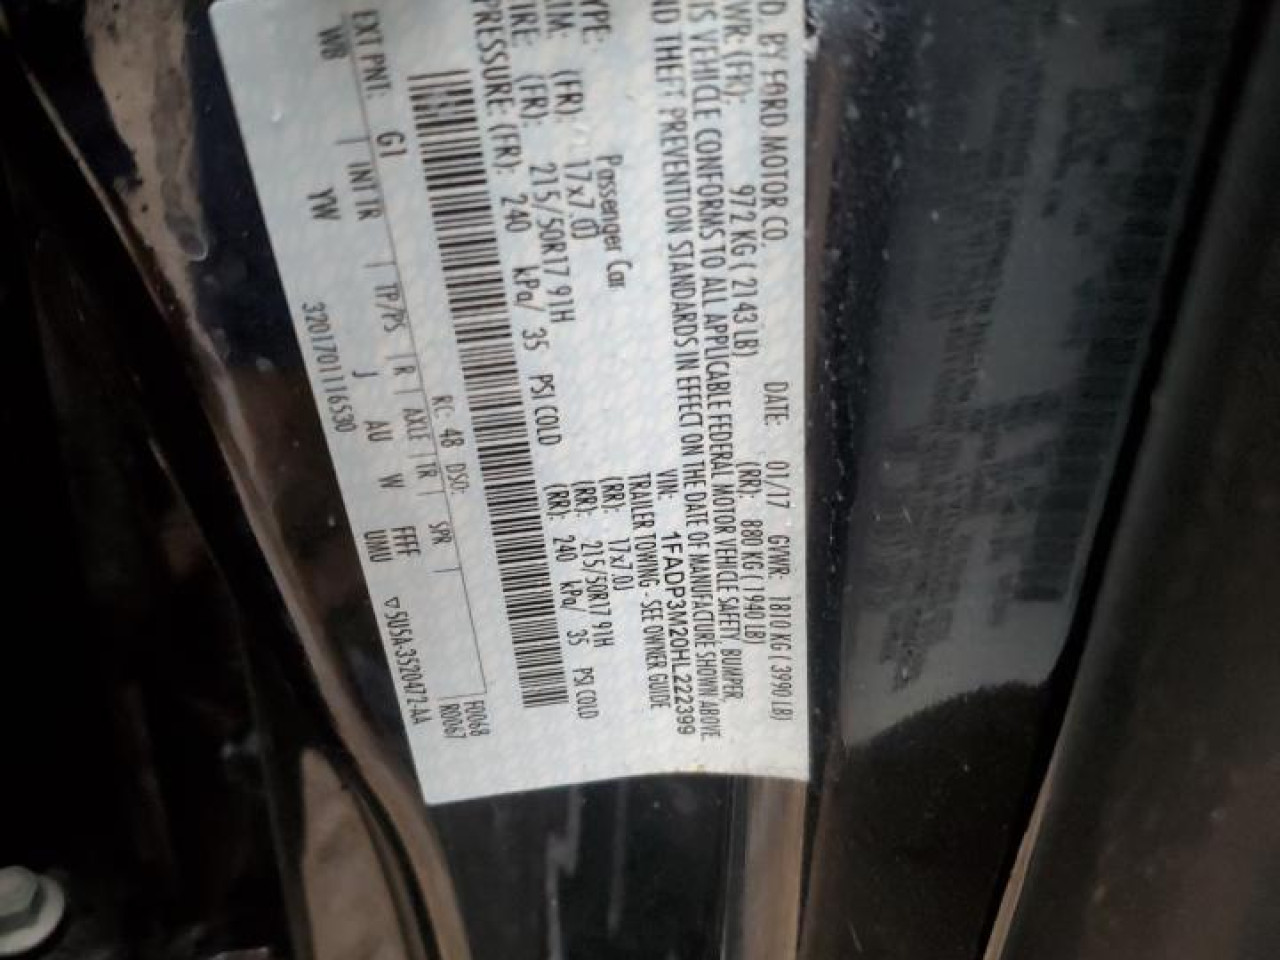 D. BY FORD MOTOR CO.
DATE: 01/17 GVWR: 1810 KG ( 3990 LB)
WR: (FR): 972 KG ( 2143 LB) (RR): 880 KG ( 1940 LB)
IS VEHICLE CONFORMS TO ALL APPLICABLE FEDERAL MOTOR VEHICLE SAFETY, BUMPER,
ND THEFT PREVENTION STANDARDS IN EFFECT ON THE DATE OF MANUFACTURE SHOWN ABOVE.
VIN: 1FADP3M20HL222399
YPE: Passenger Car TRAILER TOWING - SEE OWNER GUIDE
IM: (FR): 17x7.0J (RR): 17x7.0J
IRE: (FR): 215/50R17 91H (RR): 215/50R17 91H
PRESSURE: (FR): 240 kPa/ 35 PSI COLD (RR): 240 kPa/ 35 PSI COLD
RC: 48 DSO: F0068
EXT PNT: G1 R0067
INT TR | TP/PS | R | AXLE | TR | SPR |
WB YW J AU W FFFF UMU
3201701116530 ▽5U5A-3520472-AA